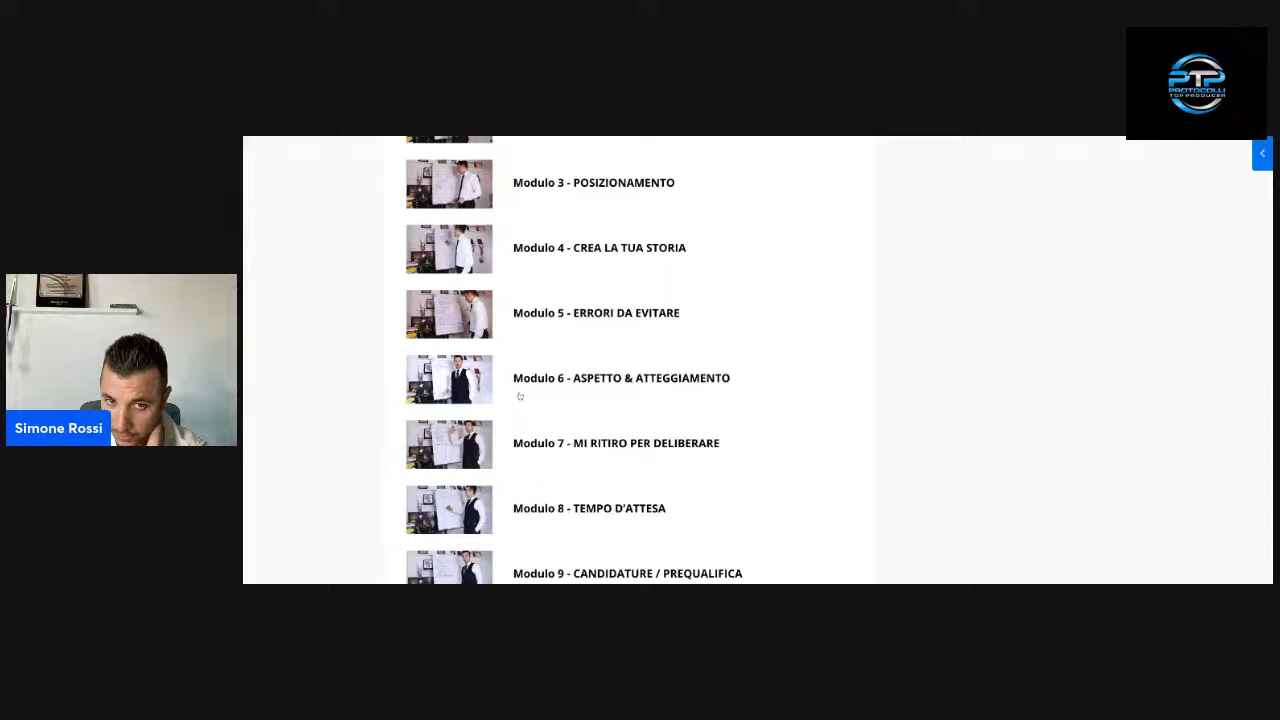 PTP
PROTOCOLLI
TOP PRODUCER
Modulo 3 - POSIZIONAMENTO
Modulo 4 - CREA LA TUA STORIA
Modulo 5 - ERRORI DA EVITARE
Modulo 6 - ASPETTO & ATTEGGIAMENTO
Simone Rossi
Modulo 7 - MI RITIRO PER DELIBERARE
Modulo 8 - TEMPO D'ATTESA
Modulo 9 - CANDIDATURE / PREQUALIFICA